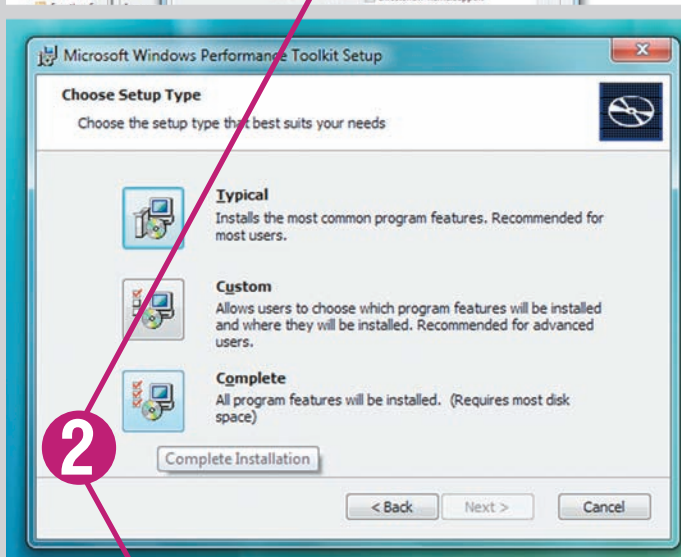 Microsoft Windows Performance Toolkit Setup
Choose Setup Type
Choose the setup type that best suits your needs
Typical
Installs the most common program features. Recommended for
most users.
Custom
Allows users to choose which program features will be installed
and where they will be installed. Recommended for advanced
users.
Complete
All program features will be installed. (Requires most disk
space)
2
Complete Installation
< Back Next > Cancel